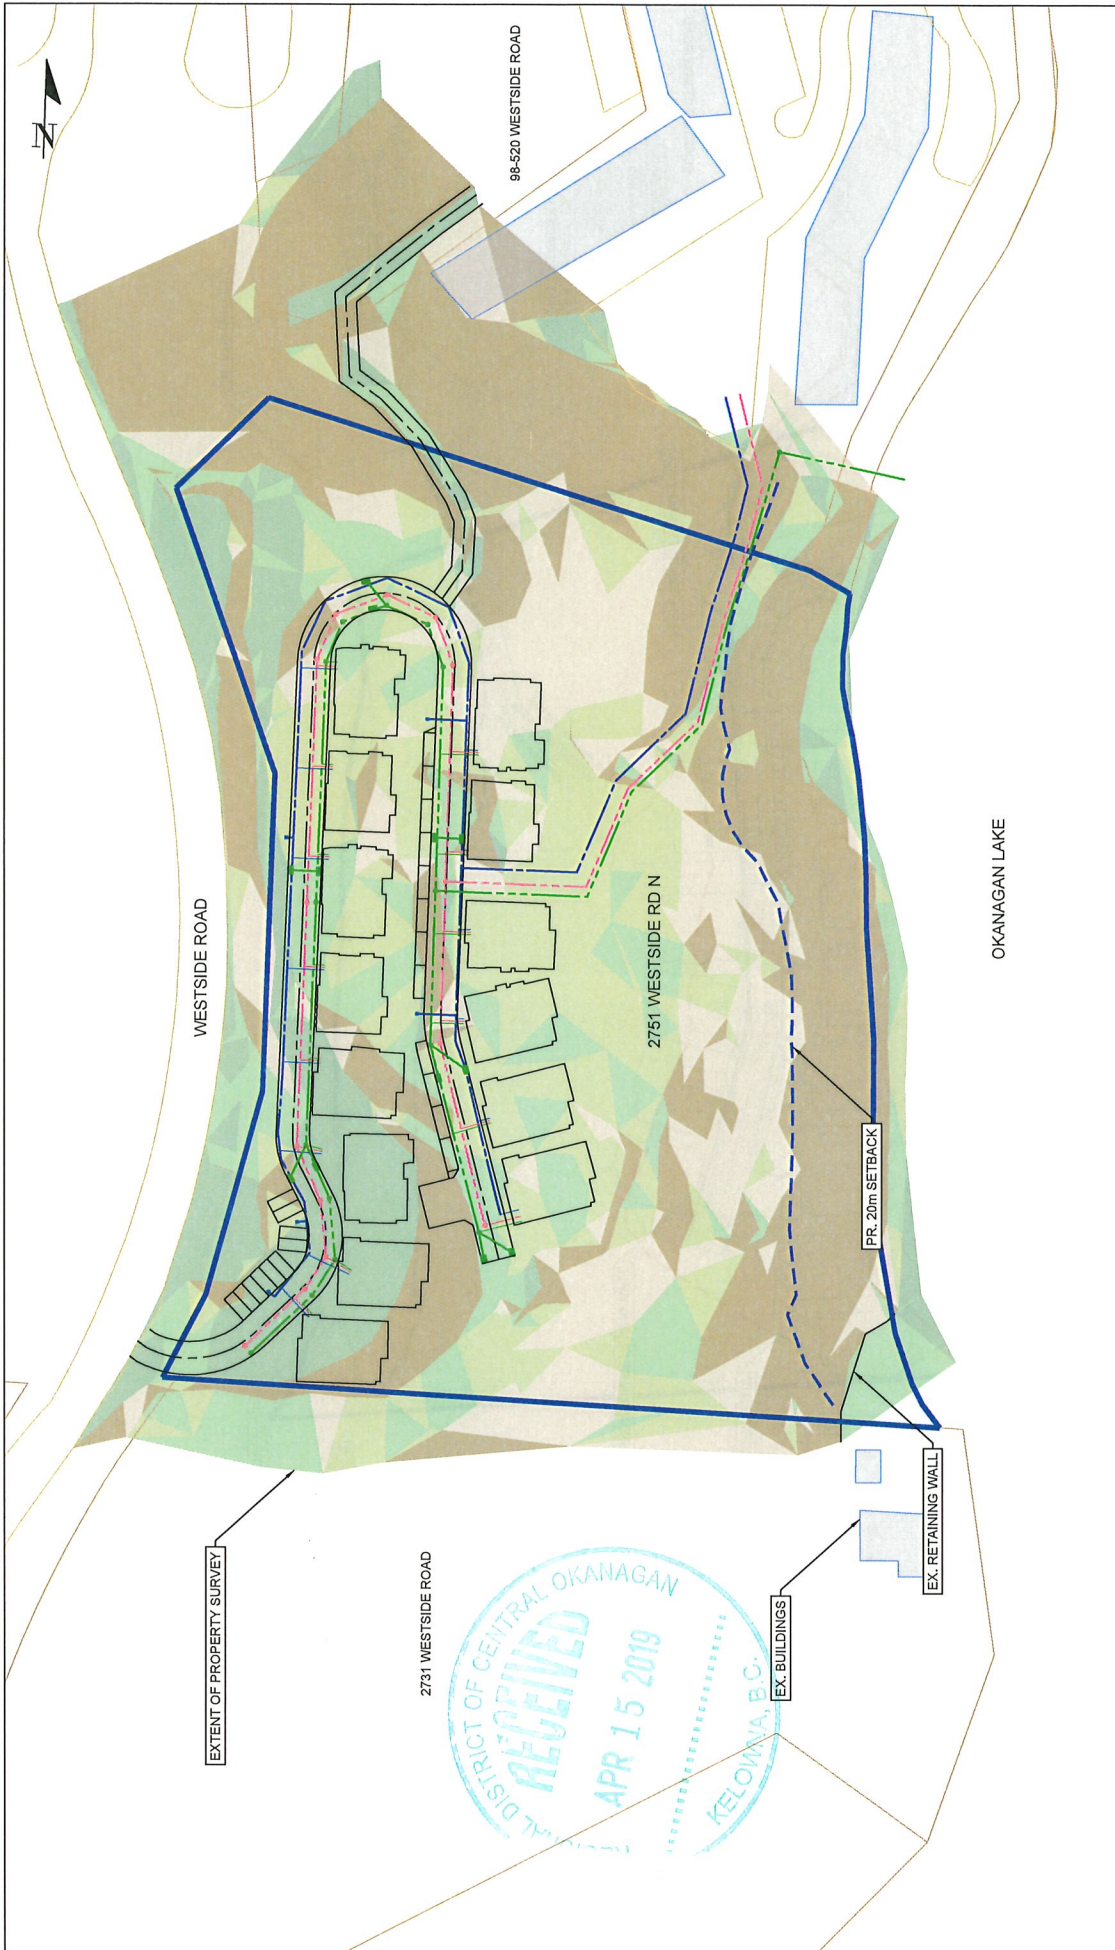 N
98-520 WESTSIDE ROAD
WESTSIDE ROAD
2751 WESTSIDE RD N
OKANAGAN LAKE
PR. 20m SETBACK
EX. RETAINING WALL
EX. BUILDINGS
EXTENT OF PROPERTY SURVEY
2731 WESTSIDE ROAD
DISTRICT OF CENTRAL OKANAGAN
RECEIVED
APR 15 2019
KELOWNA, B.C.